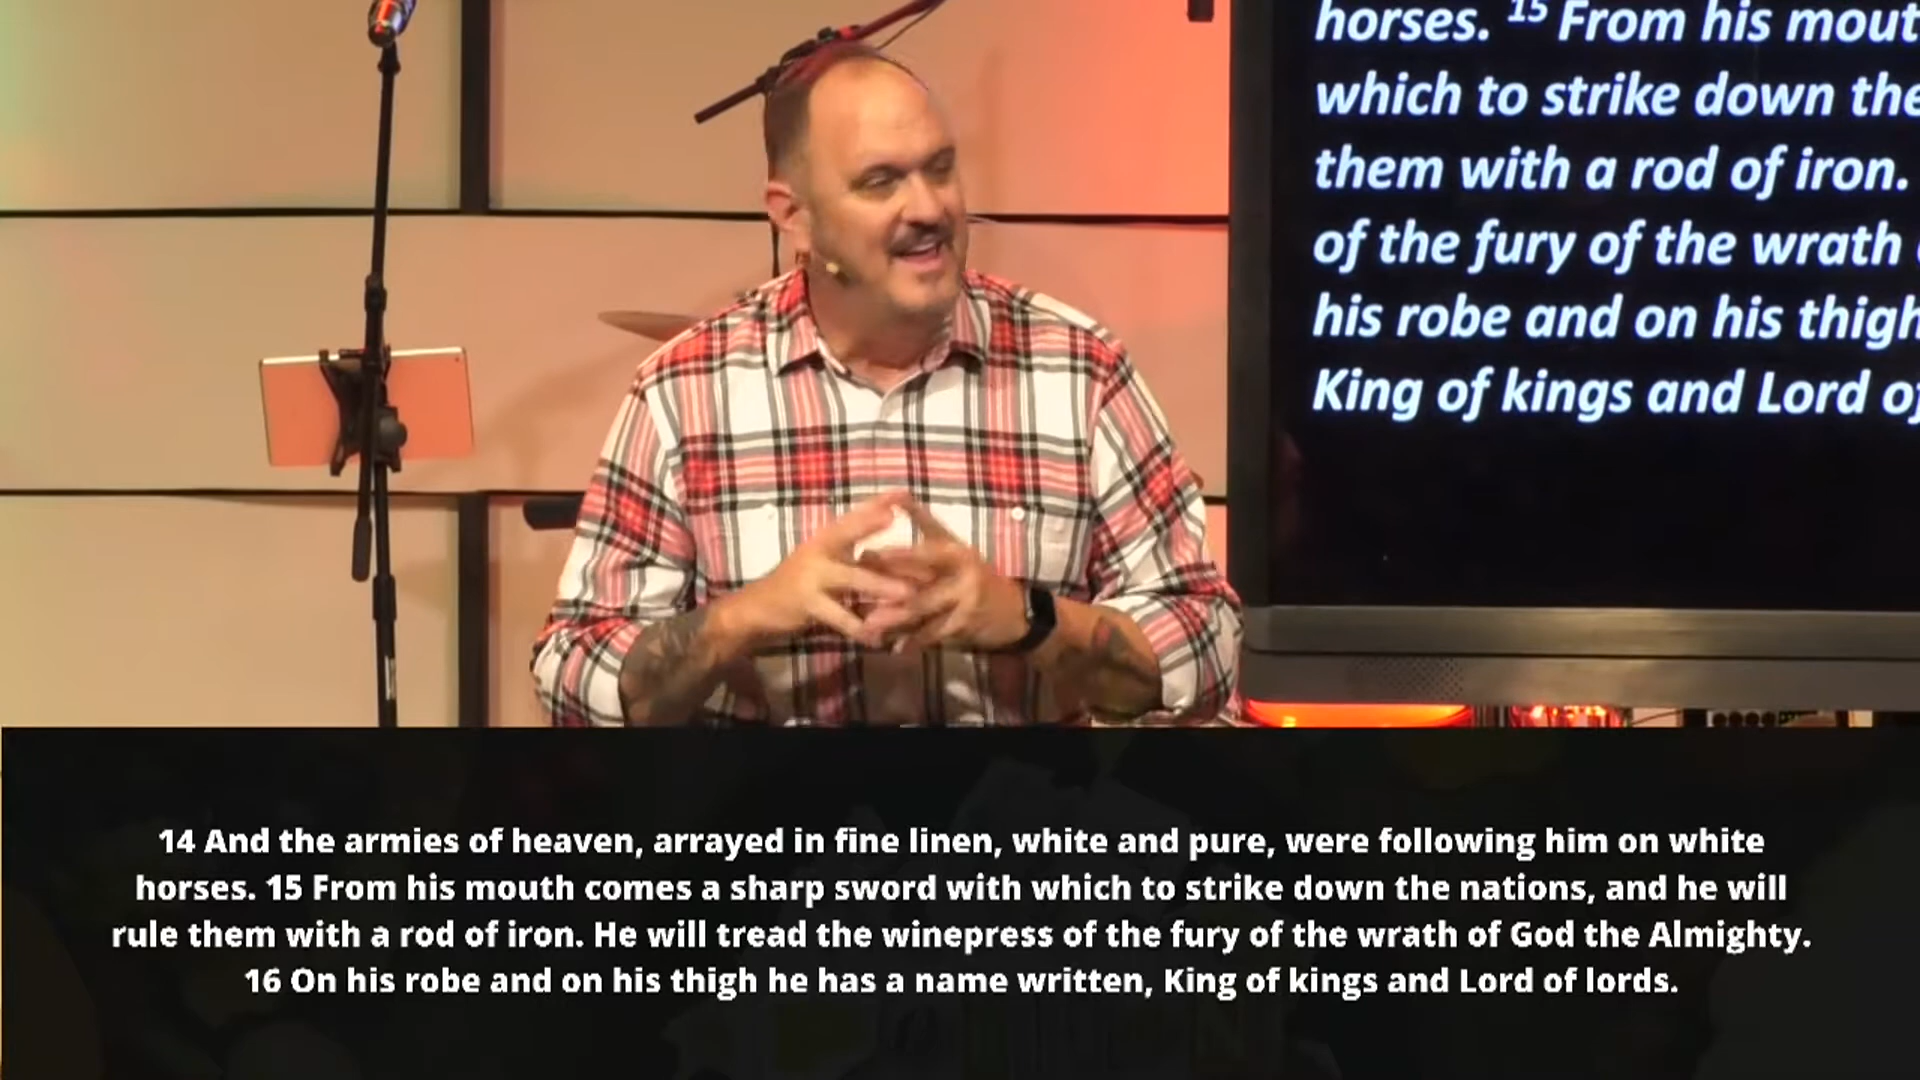 horses. 15 From his mout
which to strike down the
them with a rod of iron.
of the fury of the wrath
his robe and on his thigh
King of kings and Lord of
14 And the armies of heaven, arrayed in fine linen, white and pure, were following him on white
horses. 15 From his mouth comes a sharp sword with which to strike down the nations, and he will
rule them with a rod of iron. He will tread the winepress of the fury of the wrath of God the Almighty.
16 On his robe and on his thigh he has a name written, King of kings and Lord of lords.